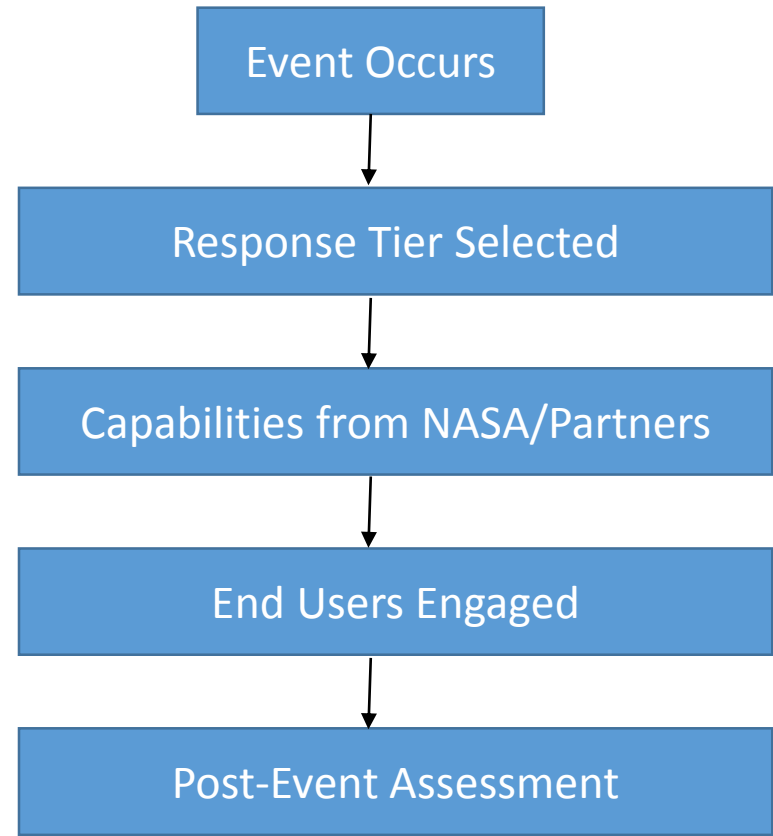 Event Occurs
Response Tier Selected
Capabilities from NASA/Partners
End Users Engaged
Post-Event Assessment